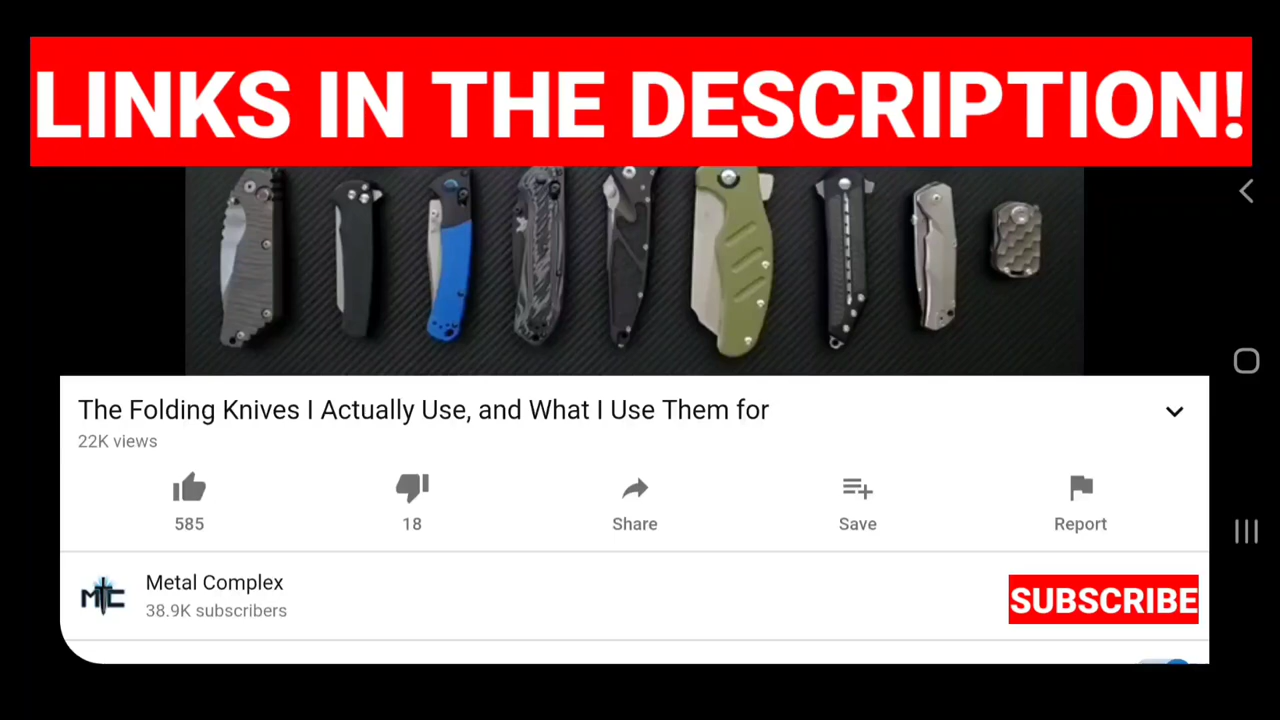 LINKS IN THE DESCRIPTION!
The Folding Knives I Actually Use, and What I Use Them for
22K views
585
18
Share
Save
Report
MTC
Metal Complex
38.9K subscribers
SUBSCRIBE